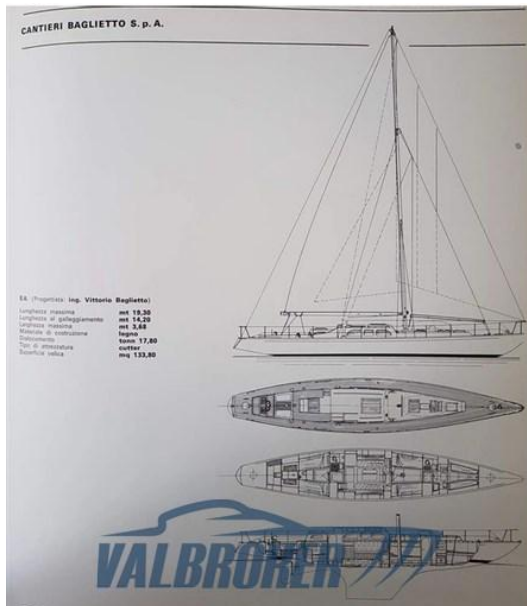 CANTIERI BAGLIETTO S.p.A.
EA (Progettista: ing. Vittorio Baglietto)
Lunghezza massima mt 19,30
Lunghezza al galleggiamento mt 14,20
Larghezza massima mt 3,68
Materiale di costruzione legno
Dislocamento tonn 17,80
Tipo di attrezzatura cutter
Superficie velica mq 133,80
VALBROKER